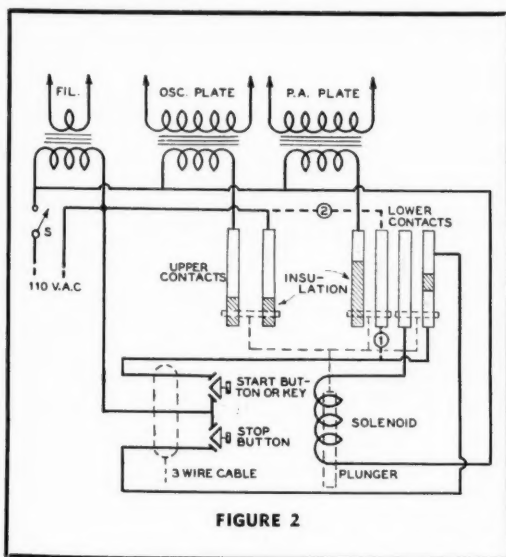 FIL.
OSC. PLATE
P.A. PLATE
S
110 V.A.C
2
LOWER
CONTACTS
UPPER
CONTACTS
INSU-
LATION
1
START BUT-
TON OR KEY
STOP
BUTTON
SOLENOID
3 WIRE CABLE
PLUNGER
FIGURE 2